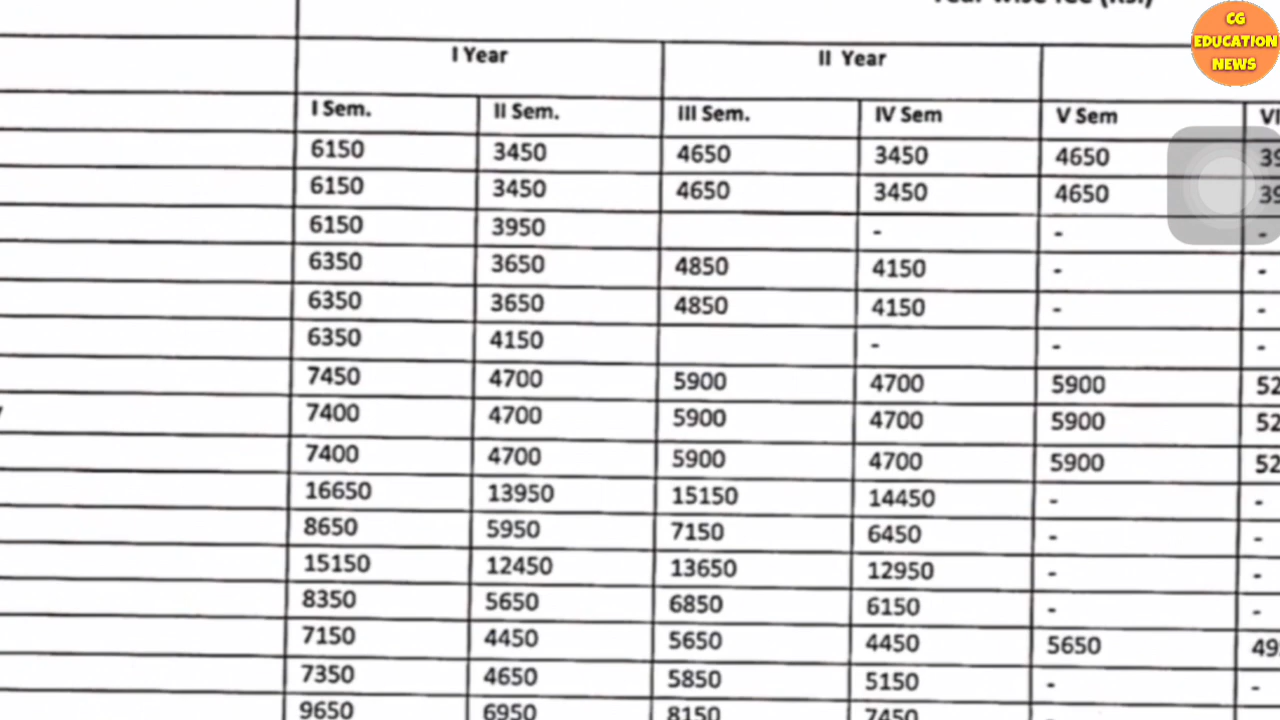 CG
EDUCATION
NEWS
I Year II Year
I Sem. II Sem. III Sem. IV Sem V Sem
6150 3450 4650 3450 4650
6150 3450 4650 3450 4650
6150 3950 - - -
6350 3650 4850 4150 - -
6350 3650 4850 4150 - -
6350 4150 - - -
7450 4700 5900 4700 5900
7400 4700 5900 4700 5900
7400 4700 5900 4700 5900
16650 13950 15150 14450 - -
8650 5950 7150 6450 - -
15150 12450 13650 12950 - -
8350 5650 6850 6150 - -
7150 4450 5650 4450 5650
7350 4650 5850 5150 - -
9650 6950 8150 7450